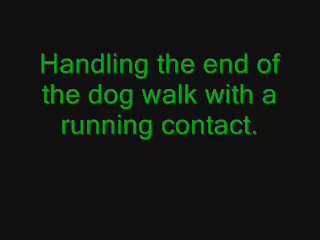 Handling the end of
the dog walk with a
running contact.